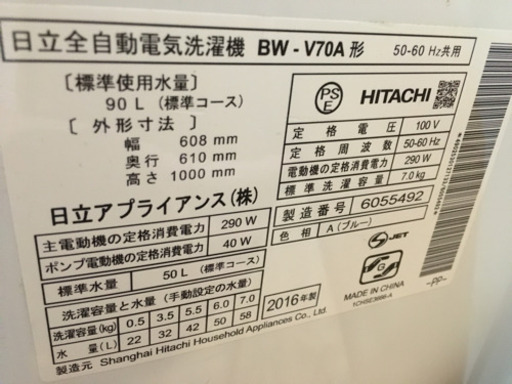 日立全自動電気洗濯機 BW-V70A 形 50-60 Hz共用
〔標準使用水量〕
90 L (標準コース)
〔 外形寸法 〕
幅 608 mm
奥行 610 mm
高さ 1000 mm
日立アプライアンス(株)
主電動機の定格消費電力 290 W
ポンプ電動機の定格消費電力 40 W
標準水量 50 L (標準コース)
洗濯容量と水量 (手動設定の水量)
洗濯容量(kg) 0.5 3.5 5.5 6.0 7.0
水量(L) 22 32 42 50 58
製造元 Shanghai Hitachi Household Appliances Co., Ltd.
PS
E
HITACHI
定格電圧 100 V
定格周波数 50-60 Hz
電動機の定格消費電力 290 W
標準洗濯容量 7.0 kg
製造番号 6055492
色相 A (ブルー)
S-JET
2016年製
MADE IN CHINA
-PP-